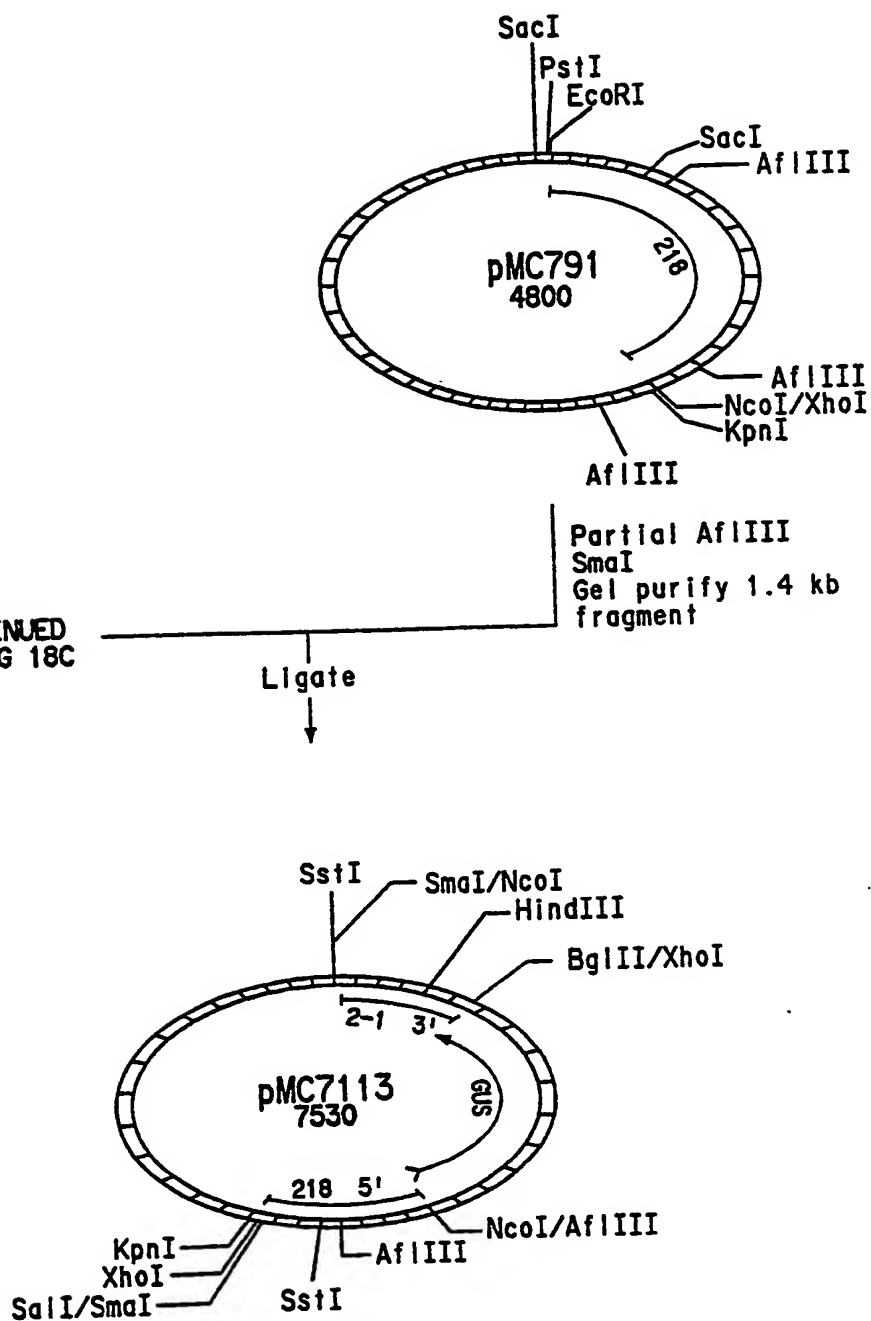 SacI
PstI
EcoRI
SacI
AflIII
218
pMC791
4800
AflIII
NcoI/XhoI
KpnI
AflIII
Partial AflIII
SmaI
Gel purify 1.4 kb
fragment
INUED
G 18C
Ligate
SstI
SmaI/NcoI
HindIII
BglII/XhoI
2-1 3'
pMC7113
7530
GUS
218 5'
NcoI/AflIII
KpnI
AflIII
XhoI
SalI/SmaI
SstI